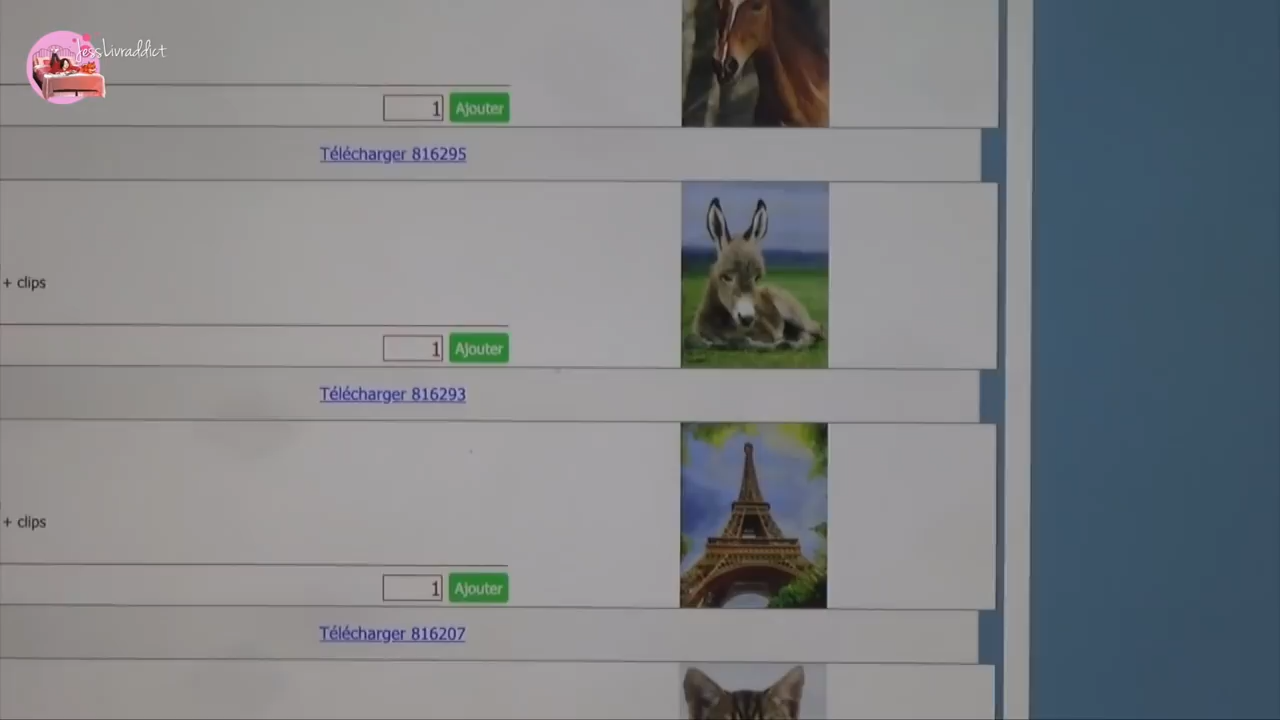 JessLivraddict
1 Ajouter
Télécharger 816295
+ clips
1 Ajouter
Télécharger 816293
+ clips
1 Ajouter
Télécharger 816207